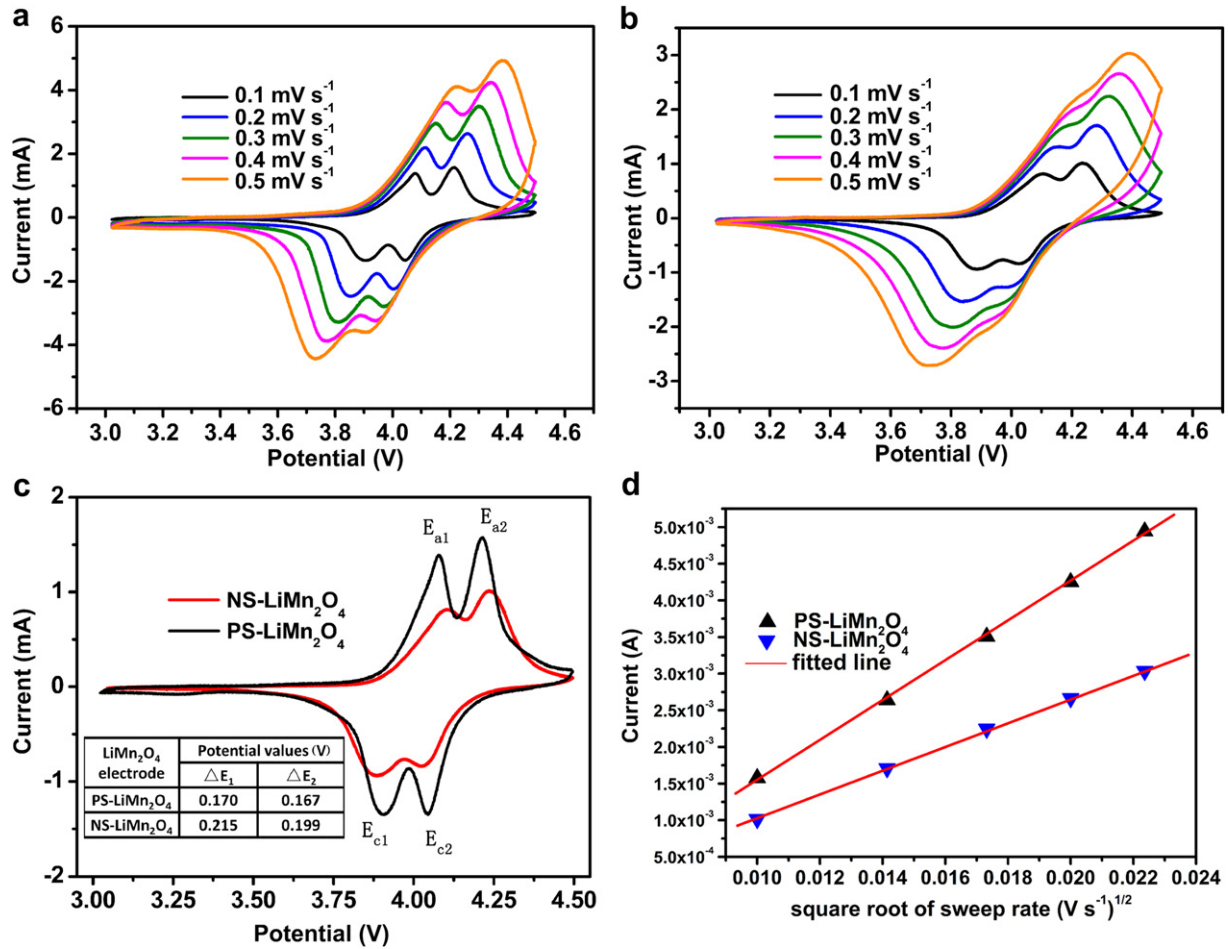 a
6
4
2
0
-2
-4
-6
Current (mA)
0.1 mV s⁻¹
0.2 mV s⁻¹
0.3 mV s⁻¹
0.4 mV s⁻¹
0.5 mV s⁻¹
3.0 3.2 3.4 3.6 3.8 4.0 4.2 4.4 4.6
Potential (V)
b
3
2
1
0
-1
-2
-3
Current (mA)
0.1 mV s⁻¹
0.2 mV s⁻¹
0.3 mV s⁻¹
0.4 mV s⁻¹
0.5 mV s⁻¹
3.0 3.2 3.4 3.6 3.8 4.0 4.2 4.4 4.6
Potential (V)
c
2
1
0
-1
-2
Current (mA)
Eₐ₁
Eₐ₂
NS-LiMn₂O₄
PS-LiMn₂O₄
E_c1
E_c2
LiMn₂O₄ electrode Potential values (V)
△E₁ △E₂
PS-LiMn₂O₄ 0.170 0.167
NS-LiMn₂O₄ 0.215 0.199
3.00 3.25 3.50 3.75 4.00 4.25 4.50
Potential (V)
d
5.0x10⁻³
4.5x10⁻³
4.0x10⁻³
3.5x10⁻³
3.0x10⁻³
2.5x10⁻³
2.0x10⁻³
1.5x10⁻³
1.0x10⁻³
5.0x10⁻⁴
Current (A)
PS-LiMn₂O₄
NS-LiMn₂O₄
fitted line
0.010 0.012 0.014 0.016 0.018 0.020 0.022 0.024
square root of sweep rate (V s⁻¹)¹/²